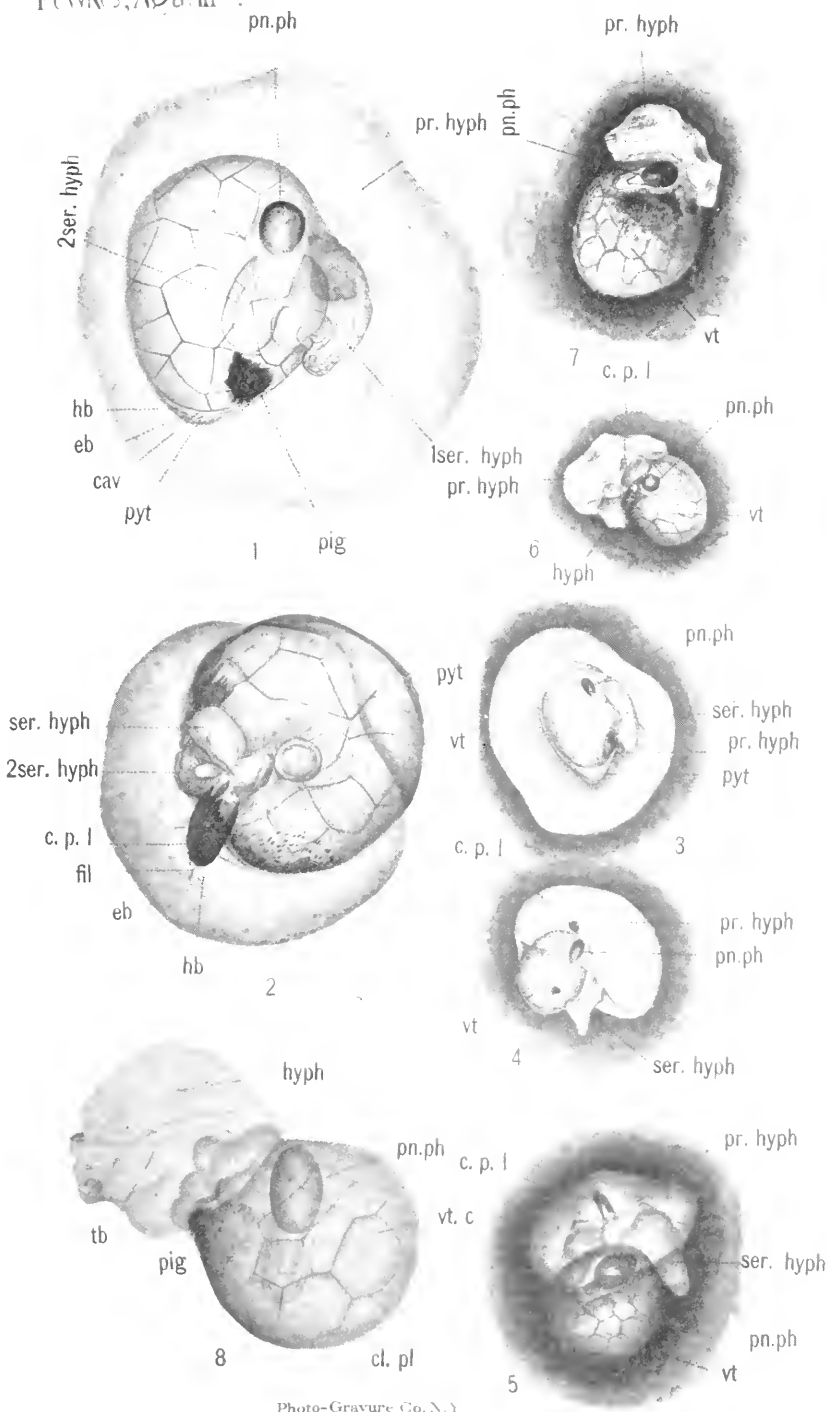 pn.ph
pr. hyph
2ser. hyph
hb
eb
cav
pyt
1ser. hyph
1
pig
pr. hyph
pn.ph
vt
7
c. p. l
pn.ph
pr. hyph
vt
6
hyph
ser. hyph
2ser. hyph
c. p. l
fil
eb
hb
2
pn.ph
pyt
vt
ser. hyph
pr. hyph
pyt
c. p. l
3
pr. hyph
pn.ph
vt
4
ser. hyph
hyph
pn.ph
vt. c
tb
pig
8
cl. pl
pr. hyph
c. p. l
ser. hyph
pn.ph
vt
5
Photo-Gravure Co. N.Y.